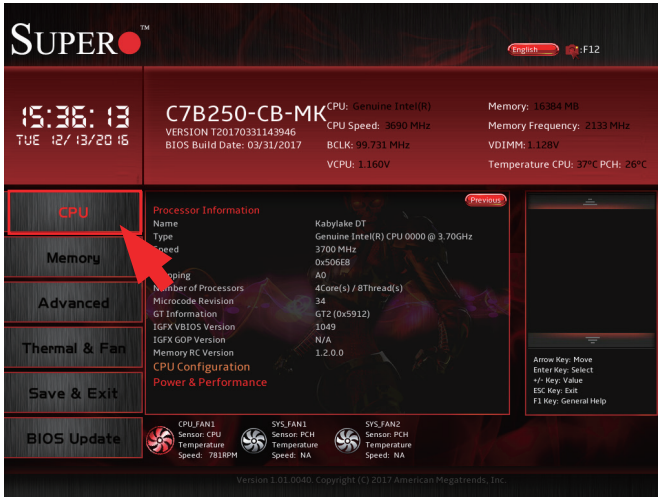 SUPER
TM
English
:F12
15:36:13
TUE 12/13/2016
C7B250-CB-MK
VERSION T20170331143946
BIOS Build Date: 03/31/2017
CPU: Genuine Intel(R)
CPU Speed: 3690 MHz
BCLK: 99.731 MHz
VCPU: 1.160V
Memory: 16384 MB
Memory Frequency: 2133 MHz
VDIMM: 1.128V
Temperature CPU: 37°C PCH: 26°C
CPU
Memory
Advanced
Thermal & Fan
Save & Exit
BIOS Update
Previous
Processor Information
Name Kabylake DT
Type Genuine Intel(R) CPU 0000 @ 3.70GHz
Speed 3700 MHz
0x506E8
A0
Number of Processors 4Core(s) / 8Thread(s)
Microcode Revision 34
GT Information GT2 (0x5912)
IGFX VBIOS Version 1049
IGFX GOP Version N/A
Memory RC Version 1.2.0.0
CPU Configuration
Power & Performance
Arrow Key: Move
Enter Key: Select
+/- Key: Value
ESC Key: Exit
F1 Key: General Help
CPU_FAN1
Sensor: CPU
Temperature
Speed: 781RPM
SYS_FAN1
Sensor: PCH
Temperature
Speed: NA
SYS_FAN2
Sensor: PCH
Temperature
Speed: NA
Version 1.01.0040. Copyright (C) 2017 American Megatrends, Inc.